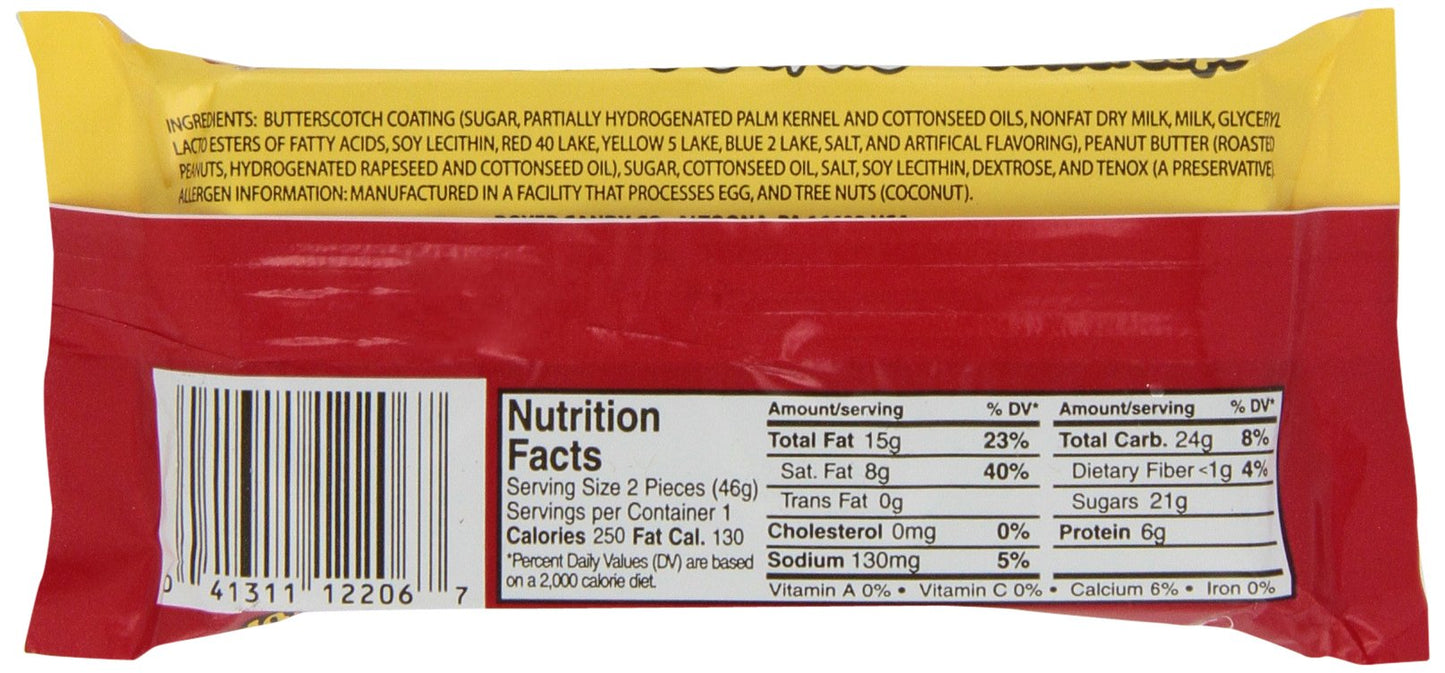 INGREDIENTS: BUTTERSCOTCH COATING (SUGAR, PARTIALLY HYDROGENATED PALM KERNEL AND COTTONSEED OILS, NONFAT DRY MILK, MILK, GLYCERYL
LACTO ESTERS OF FATTY ACIDS, SOY LECITHIN, RED 40 LAKE, YELLOW 5 LAKE, BLUE 2 LAKE, SALT, AND ARTIFICAL FLAVORING), PEANUT BUTTER (ROASTED
PEANUTS, HYDROGENATED RAPESEED AND COTTONSEED OIL), SUGAR, COTTONSEED OIL, SALT, SOY LECITHIN, DEXTROSE, AND TENOX (A PRESERVATIVE).
ALLERGEN INFORMATION: MANUFACTURED IN A FACILITY THAT PROCESSES EGG, AND TREE NUTS (COCONUT).
0 41311 12206 7
Nutrition
Facts
Serving Size 2 Pieces (46g)
Servings per Container 1
Calories 250 Fat Cal. 130
*Percent Daily Values (DV) are based
on a 2,000 calorie diet.
Amount/serving % DV*
Total Fat 15g 23%
Sat. Fat 8g 40%
Trans Fat 0g
Cholesterol 0mg 0%
Sodium 130mg 5%
Amount/serving % DV*
Total Carb. 24g 8%
Dietary Fiber <1g 4%
Sugars 21g
Protein 6g
Vitamin A 0% • Vitamin C 0% • Calcium 6% • Iron 0%